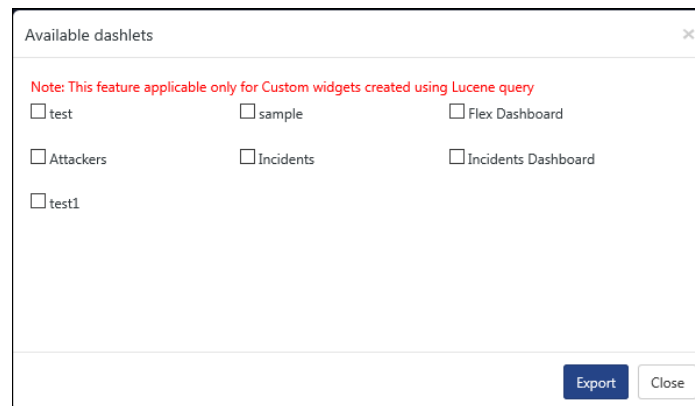 Available dashlets ×
Note: This feature applicable only for Custom widgets created using Lucene query
test sample Flex Dashboard
Attackers Incidents Incidents Dashboard
test1
Export Close